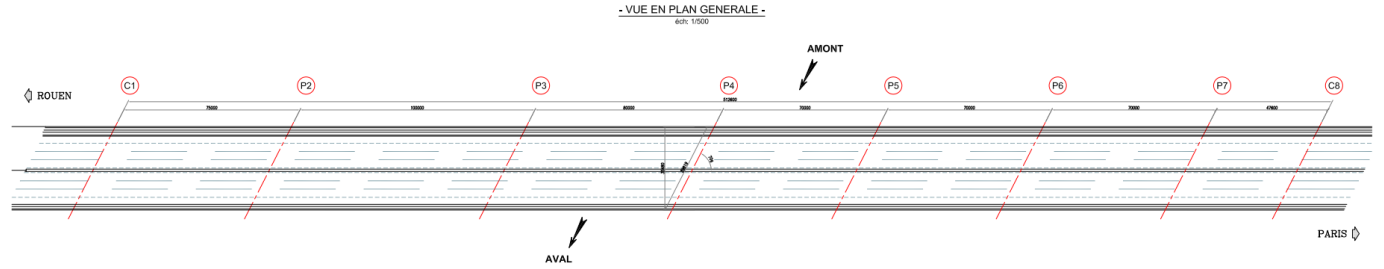 - VUE EN PLAN GENERALE -
éch: 1/500
AMONT
C1
P2
P3
P4
P5
P6
P7
C8
ROUEN
512600
75000
100000
80000
70000
70000
70000
47600
PARIS
AVAL